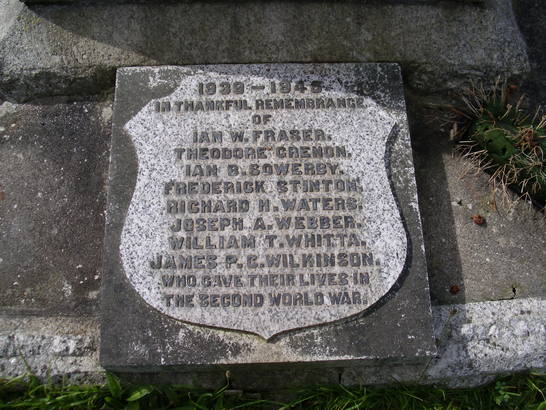 1939 - 1945
IN THANKFUL REMEMBRANCE
OF
IAN W. FRASER.
THEODORE GRENON.
IAN B. SOWERBY.
FREDERICK STINTON.
RICHARD H. WATERS.
JOSEPH A. WEBBER.
WILLIAM T. WHITTA.
JAMES P. C. WILKINSON.
WHO GAVE THEIR LIVES IN
THE SECOND WORLD WAR.